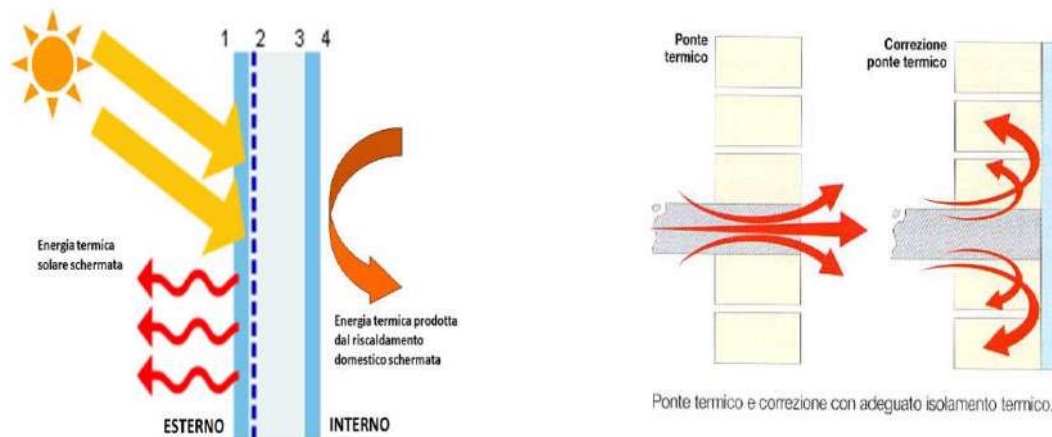 1 2 3 4
Energia termica
solare schermata
Energia termica prodotta
dal riscaldamento
domestico schermata
ESTERNO
INTERNO
Ponte
termico
Correzione
ponte termico
Ponte termico e correzione con adeguato isolamento termico.